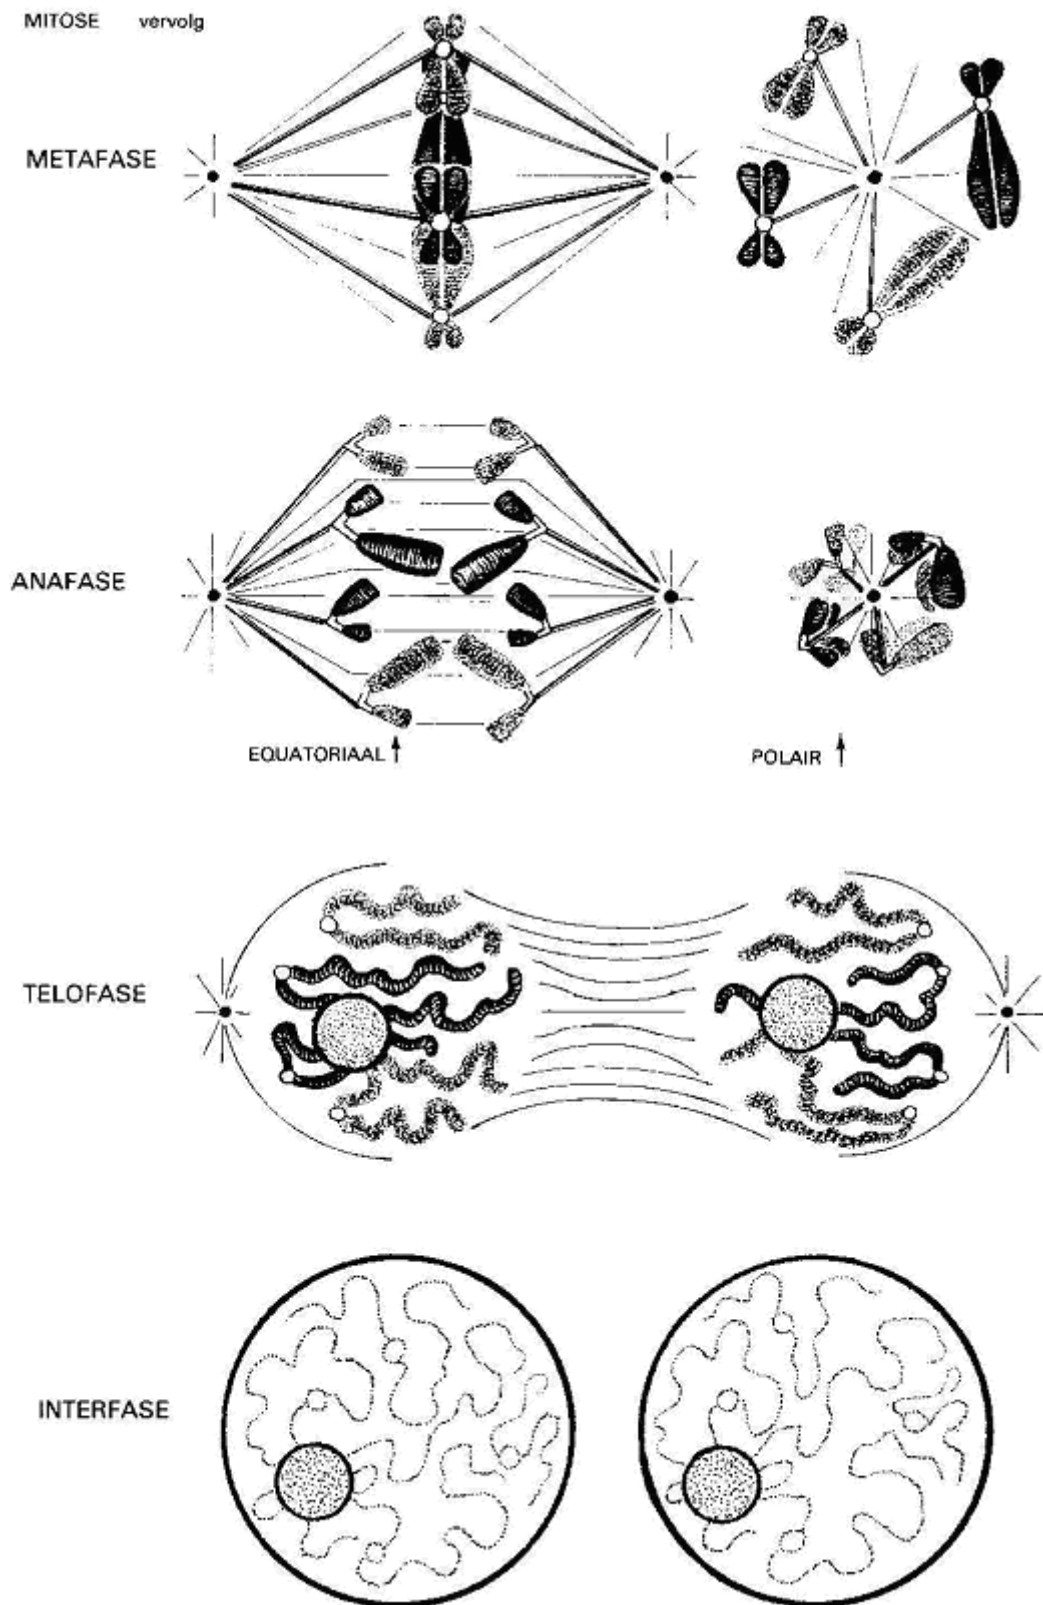 MITOSE vervolg
METAFASE
ANAFASE
EQUATORIAAL
POLAIR
TELOFASE
INTERFASE